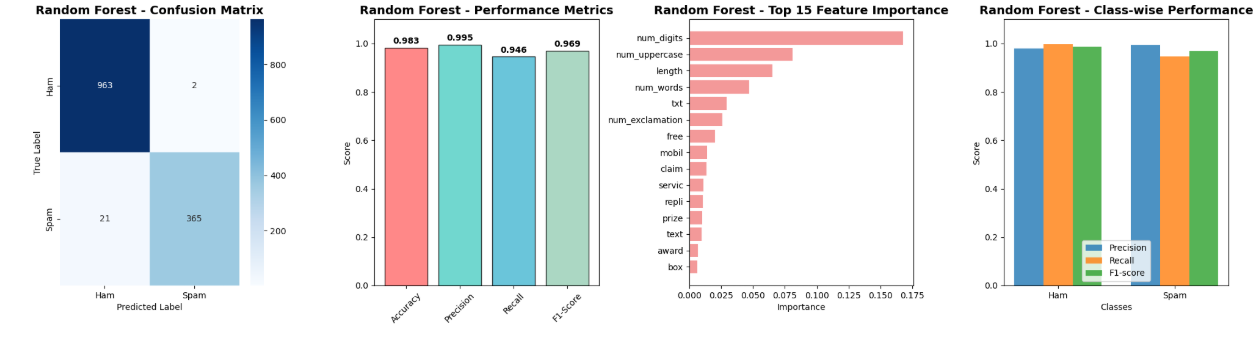 Random Forest - Confusion Matrix
Ham
Spam
True Label
963
2
21
365
Ham
Spam
Predicted Label
800
600
400
200
Random Forest - Performance Metrics
Score
1.0
0.8
0.6
0.4
0.2
0.0
0.983
0.995
0.946
0.969
Accuracy
Precision
Recall
F1-Score
Random Forest - Top 15 Feature Importance
num_digits
num_uppercase
length
num_words
txt
num_exclamation
free
mobil
claim
servic
repli
prize
text
award
box
0.000 0.025 0.050 0.075 0.100 0.125 0.150 0.175
Importance
Random Forest - Class-wise Performance
Score
1.0
0.8
0.6
0.4
0.2
0.0
Precision
Recall
F1-score
Ham
Spam
Classes